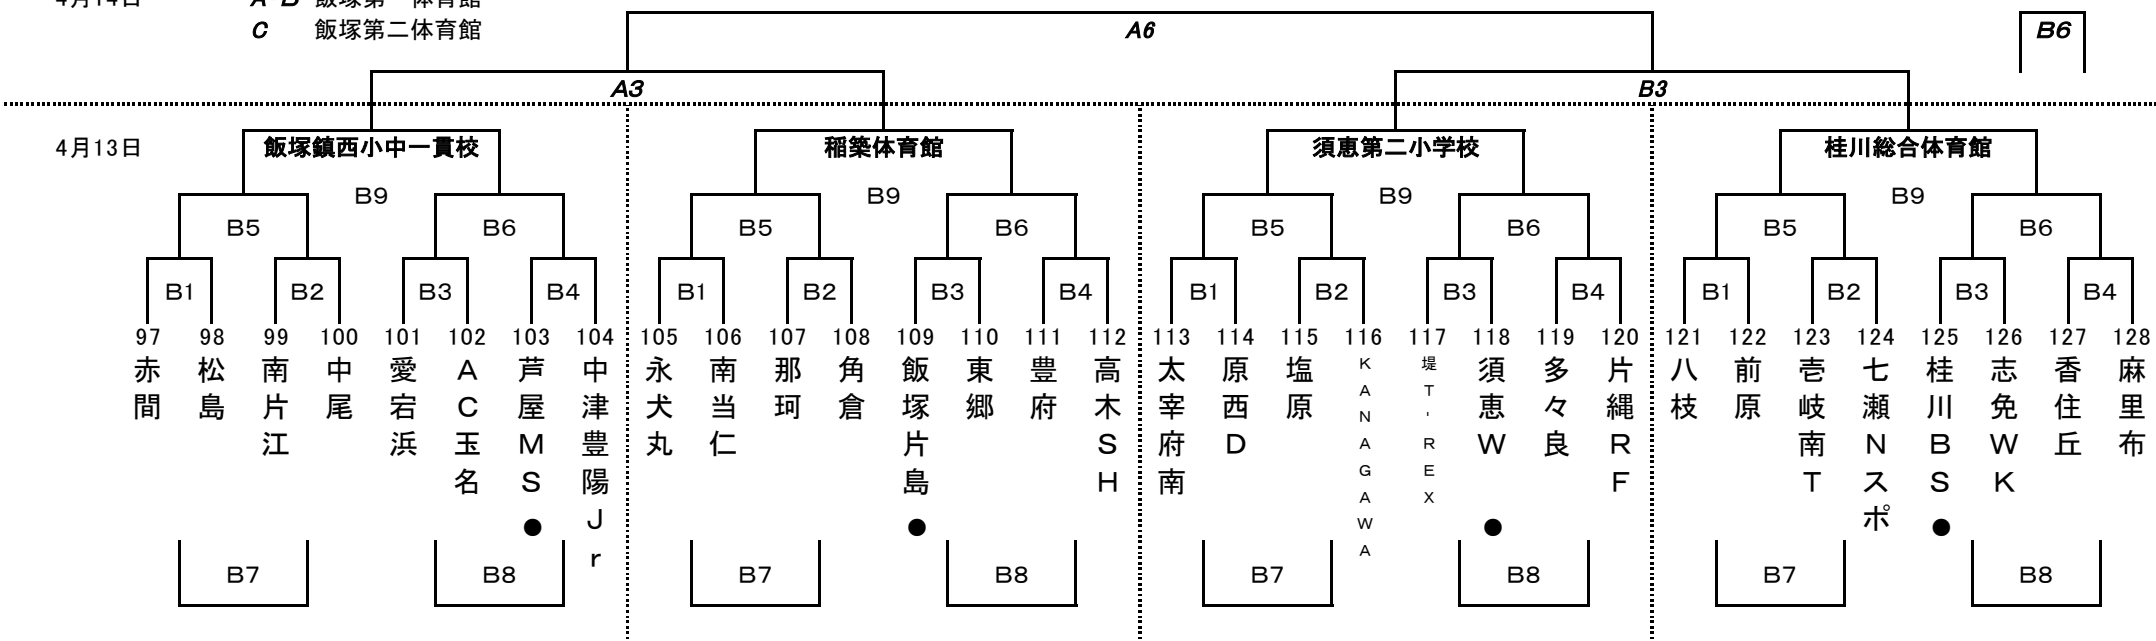 4月14日 A B 飯塚第一体育館
C 飯塚第二体育館
A6
B6
A3 B3
4月13日
飯塚鎮西小中一貫校 稲築体育館 須恵第二小学校 桂川総合体育館
B9 B9 B9 B9
B5 B6 B5 B6 B5 B6 B5 B6
B1 B2 B3 B4 B1 B2 B3 B4 B1 B2 B3 B4 B1 B2 B3 B4
97 98 99 100 101 102 103 104 105 106 107 108 109 110 111 112 113 114 115 116 117 118 119 120 121 122 123 124 125 126 127 128
赤間
松島
南片江
中尾
愛宕浜
AC玉名
芦屋MS●
中津豊陽Jr
永犬丸
南当仁
那珂
角倉
飯塚片島●
東郷
豊府
高木SH
太宰府南
原西D
塩原
KANAGAWA
堤T'REX
須恵W●
多々良
片縄RF
八枝
前原
壱岐南T
七瀬Nスポ
桂川BS●
志免WK
香住丘
麻里布
B7 B8 B7 B8 B7 B8 B7 B8